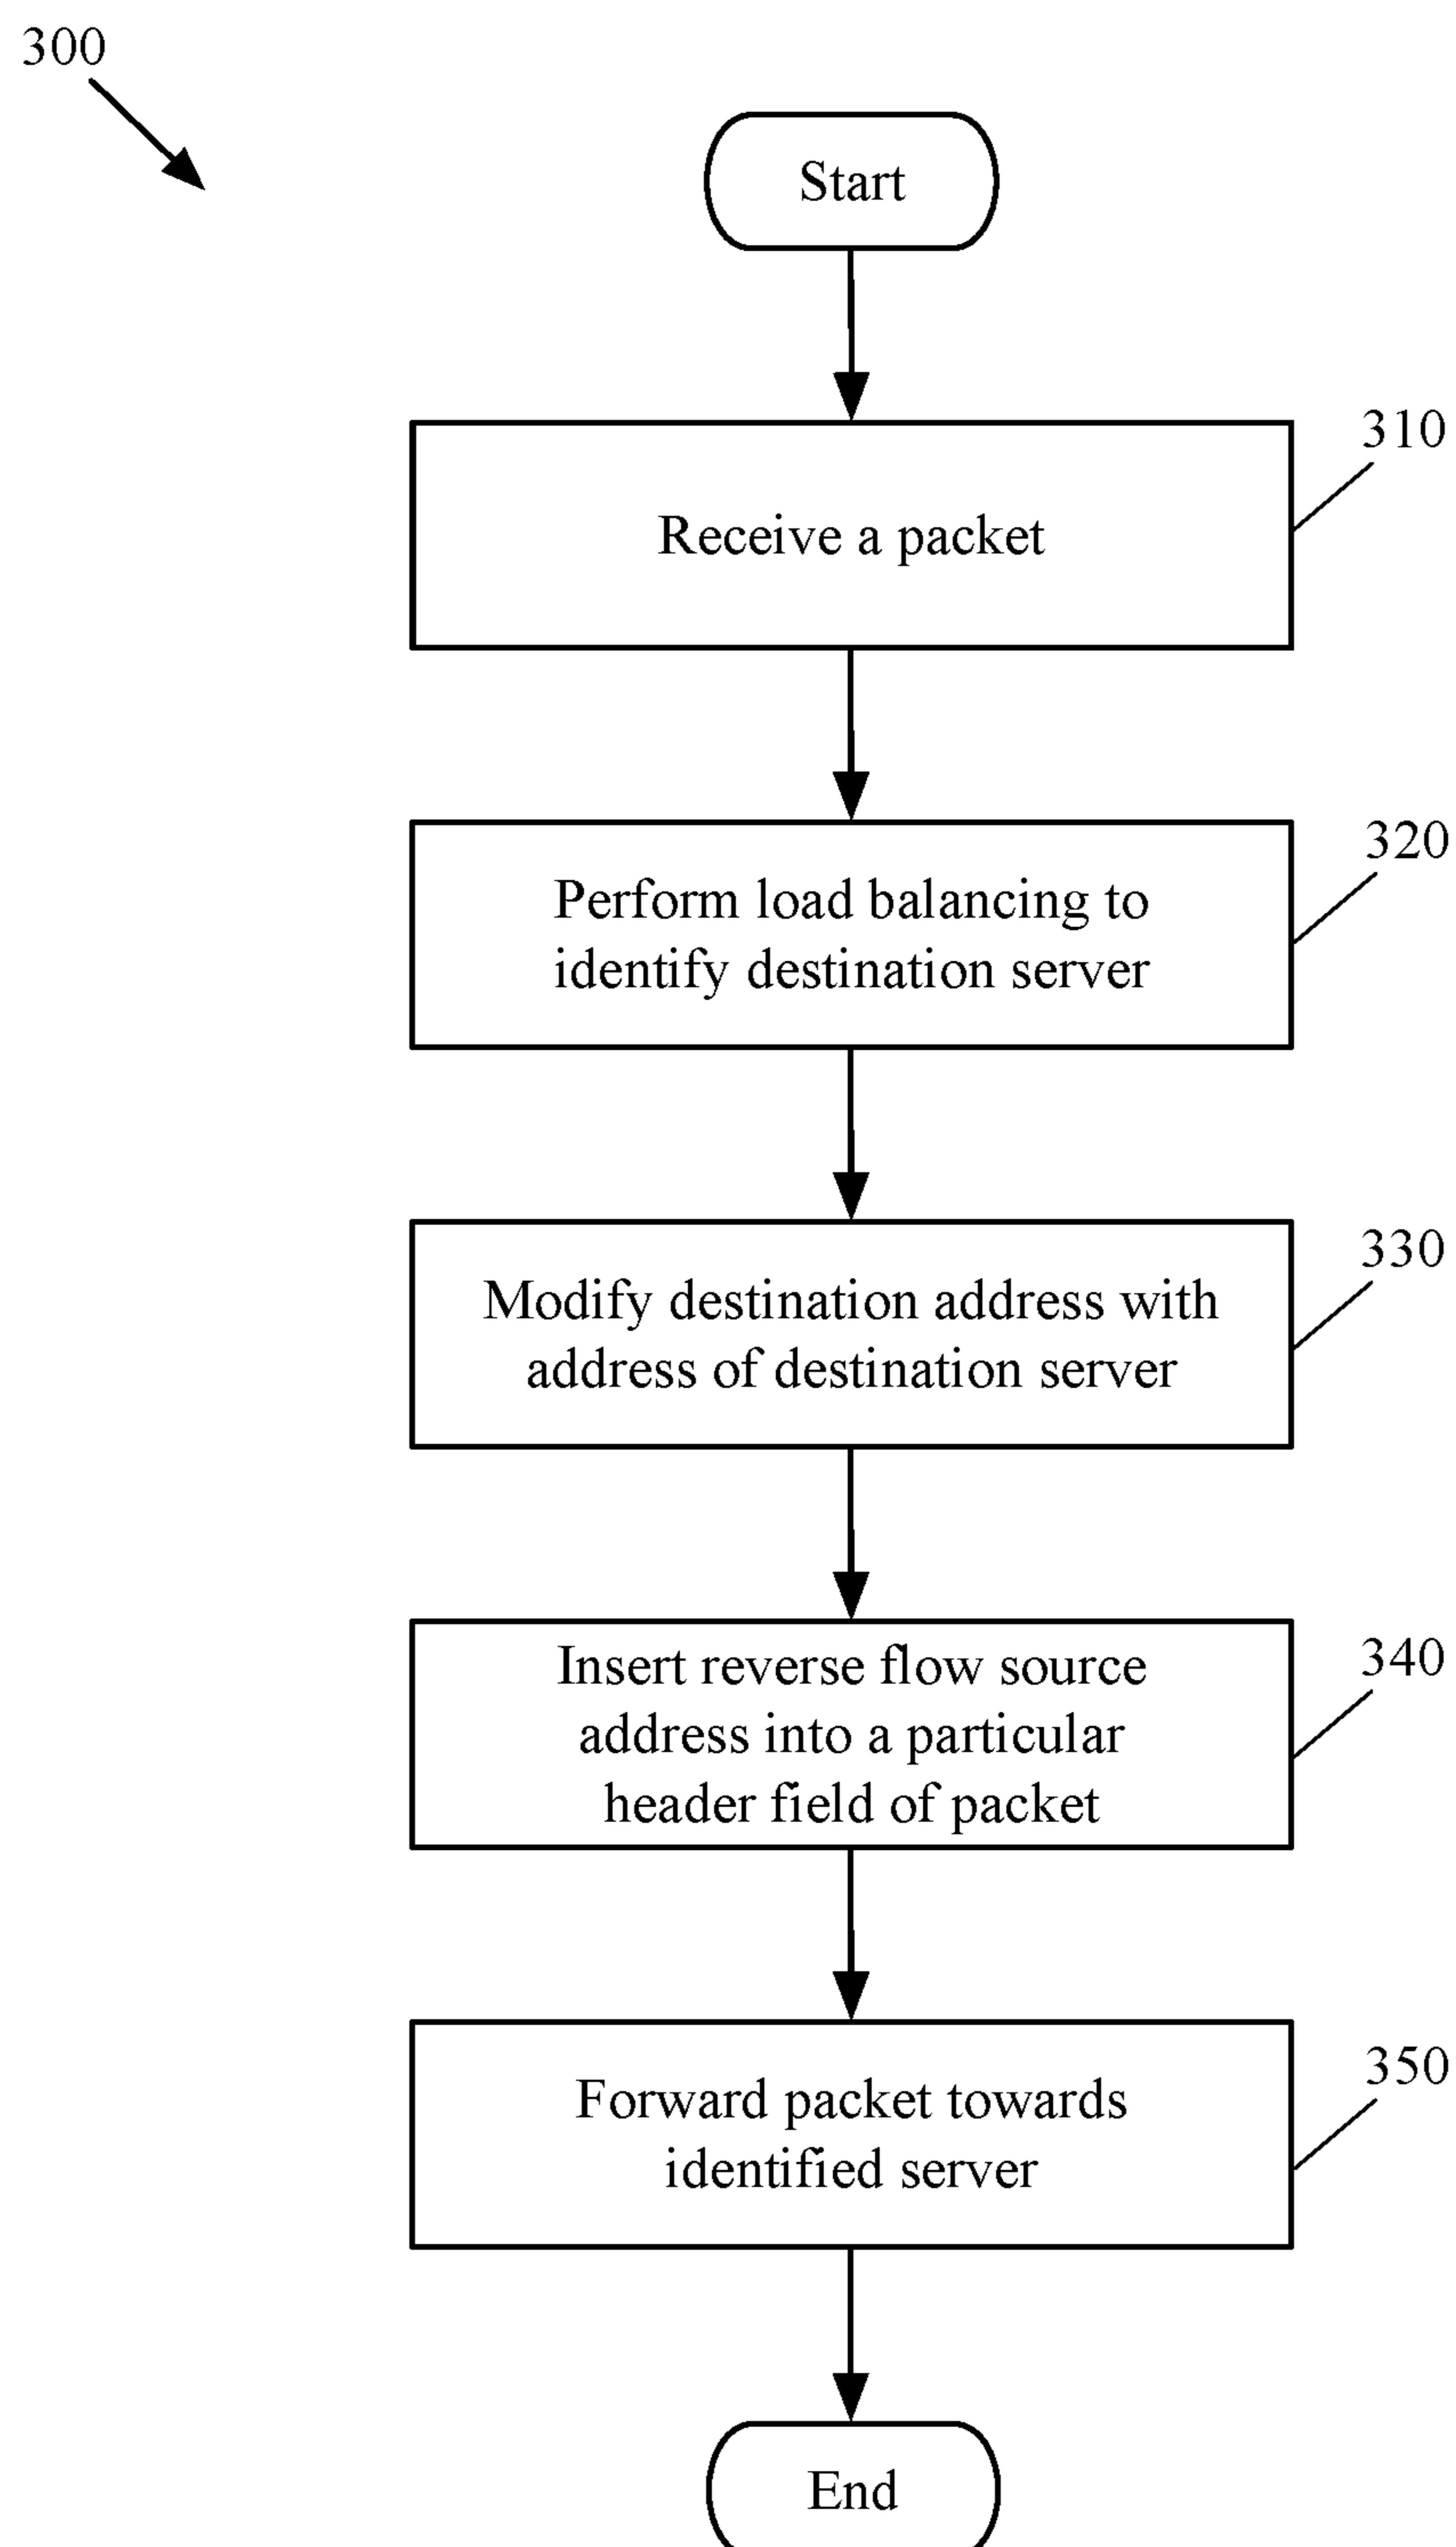 300
Start
310
Receive a packet
320
Perform load balancing to
identify destination server
330
Modify destination address with
address of destination server
340
Insert reverse flow source
address into a particular
header field of packet
350
Forward packet towards
identified server
End